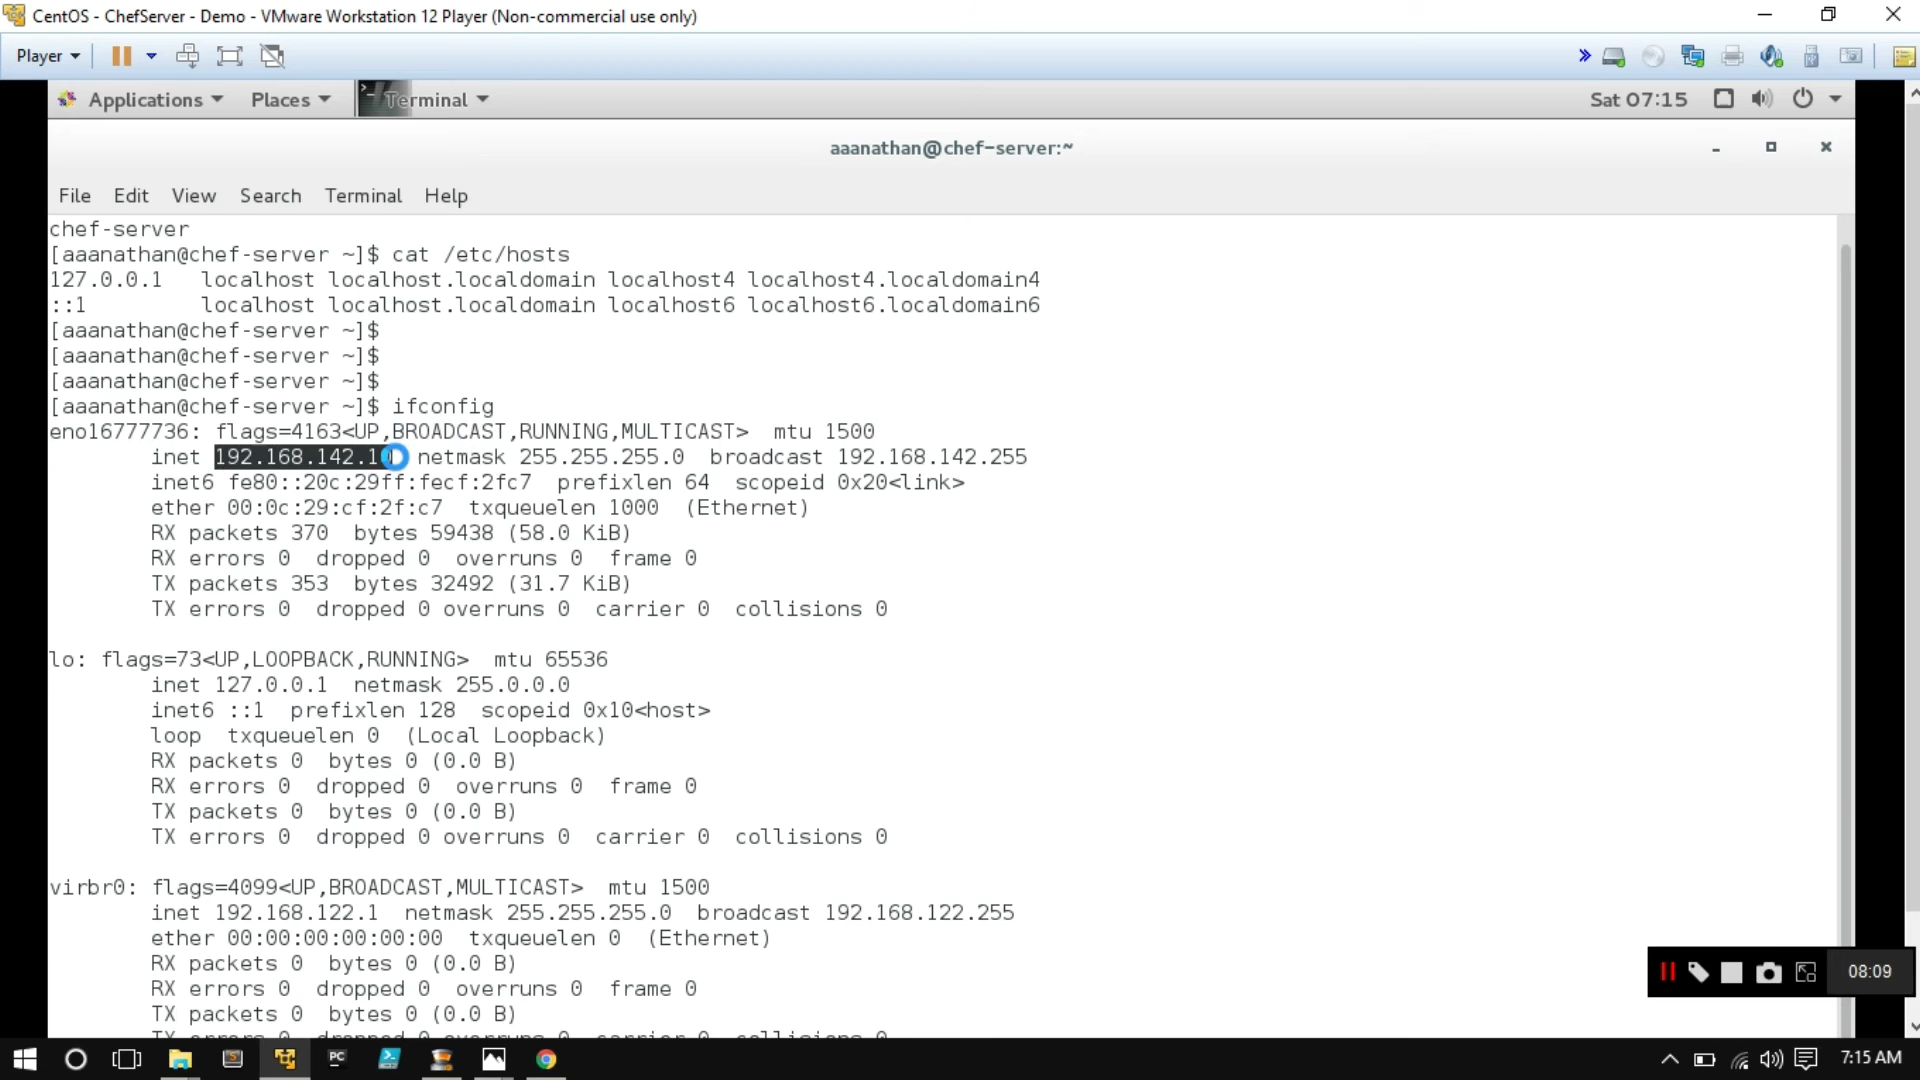 CentOS - ChefServer - Demo - VMware Workstation 12 Player (Non-commercial use only)
Player
Applications Places Terminal Sat 07:15
aaanathan@chef-server:~
File Edit View Search Terminal Help
chef-server
[aaanathan@chef-server ~]$ cat /etc/hosts
127.0.0.1   localhost localhost.localdomain localhost4 localhost4.localdomain4
::1         localhost localhost.localdomain localhost6 localhost6.localdomain6
[aaanathan@chef-server ~]$
[aaanathan@chef-server ~]$
[aaanathan@chef-server ~]$
[aaanathan@chef-server ~]$ ifconfig
eno16777736: flags=4163<UP,BROADCAST,RUNNING,MULTICAST>  mtu 1500
        inet netmask 255.255.255.0  broadcast 192.168.142.255
        inet6 fe80::20c:29ff:fecf:2fc7  prefixlen 64  scopeid 0x20<link>
        ether 00:0c:29:cf:2f:c7  txqueuelen 1000  (Ethernet)
        RX packets 370  bytes 59438 (58.0 KiB)
        RX errors 0  dropped 0  overruns 0  frame 0
        TX packets 353  bytes 32492 (31.7 KiB)
        TX errors 0  dropped 0 overruns 0  carrier 0  collisions 0
lo: flags=73<UP,LOOPBACK,RUNNING>  mtu 65536
        inet 127.0.0.1  netmask 255.0.0.0
        inet6 ::1  prefixlen 128  scopeid 0x10<host>
        loop  txqueuelen 0  (Local Loopback)
        RX packets 0  bytes 0 (0.0 B)
        RX errors 0  dropped 0  overruns 0  frame 0
        TX packets 0  bytes 0 (0.0 B)
        TX errors 0  dropped 0 overruns 0  carrier 0  collisions 0
virbr0: flags=4099<UP,BROADCAST,MULTICAST>  mtu 1500
        inet 192.168.122.1  netmask 255.255.255.0  broadcast 192.168.122.255
        ether 00:00:00:00:00:00  txqueuelen 0  (Ethernet)
        RX packets 0  bytes 0 (0.0 B)
        RX errors 0  dropped 0  overruns 0  frame 0
        TX packets 0  bytes 0 (0.0 B)
        TX errors 0  dropped 0 overruns 0  carrier 0  collisions 0
08:09
PC
7:15 AM